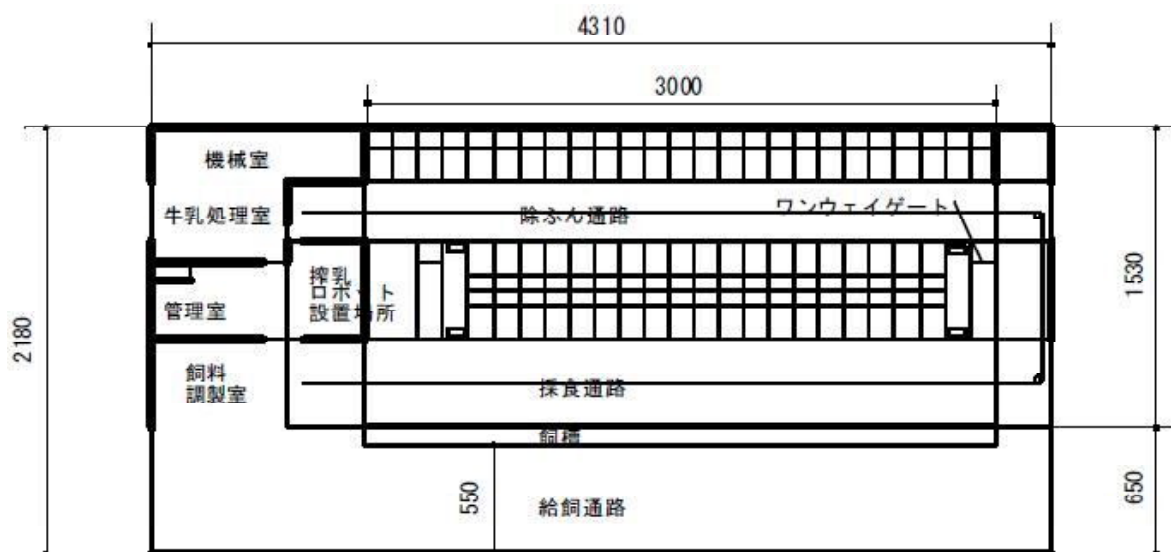 4310
3000
機械室
牛乳処理室
除ふん通路
ワンウェイゲート
搾乳
ロボット
設置場所
管理室
1530
2180
飼料
調製室
採食通路
飼槽
550
給飼通路
650